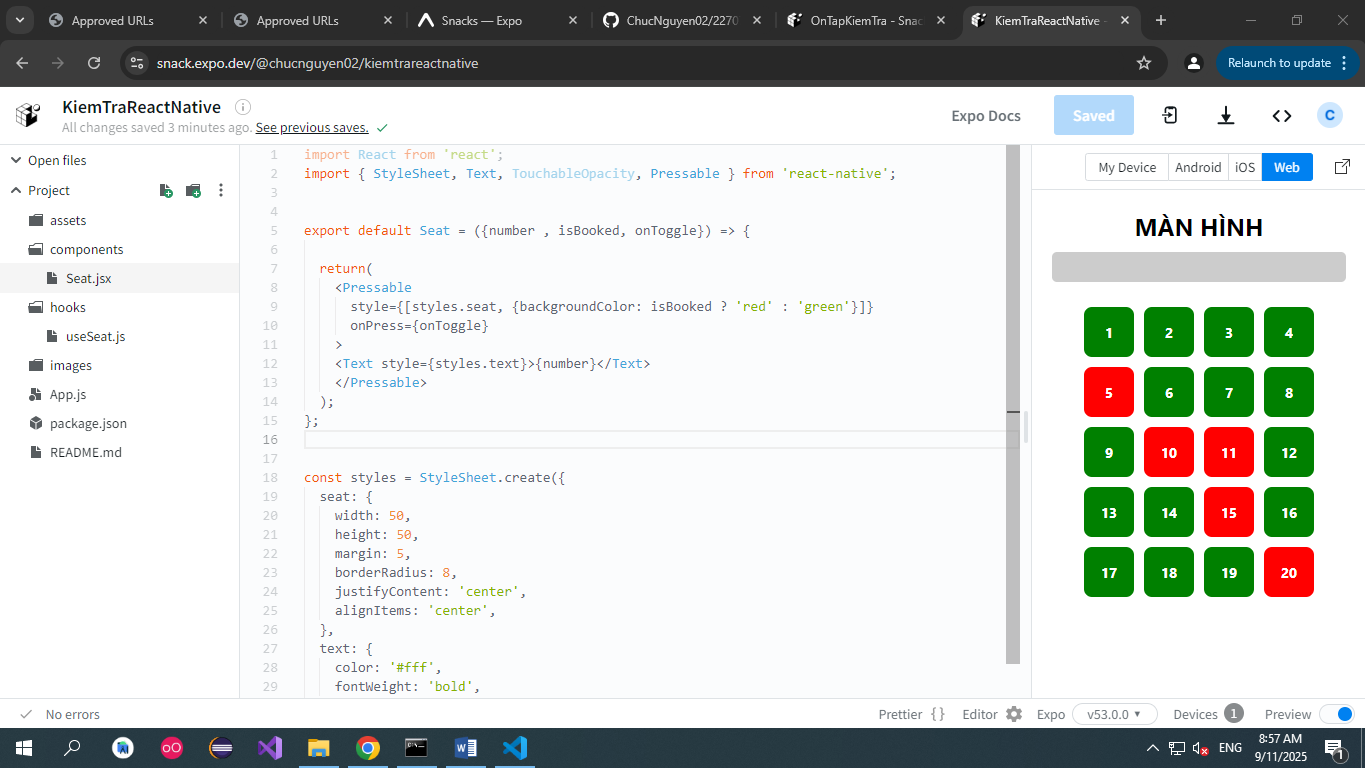 Approved URLs
Approved URLs
Snacks — Expo
ChucNguyen02/2270
OnTapKiemTra - Snac
KiemTraReactNative -
snack.expo.dev/@chucnguyen02/kiemtrareactnative
Relaunch to update
KiemTraReactNative
All changes saved 3 minutes ago. See previous saves.
Expo Docs
Saved
C
Open files
Project
assets
components
Seat.jsx
hooks
useSeat.js
images
App.js
package.json
README.md
1 import React from 'react';
2 import { StyleSheet, Text, TouchableOpacity, Pressable } from 'react-native';
3
4
5 export default Seat = ({number , isBooked, onToggle}) => {
6
7 return(
8 <Pressable
9 style={[styles.seat, {backgroundColor: isBooked ? 'red' : 'green'}]}
10 onPress={onToggle}
11 >
12 <Text style={styles.text}>{number}</Text>
13 </Pressable>
14 );
15 };
16
17
18 const styles = StyleSheet.create({
19 seat: {
20 width: 50,
21 height: 50,
22 margin: 5,
23 borderRadius: 8,
24 justifyContent: 'center',
25 alignItems: 'center',
26 },
27 text: {
28 color: '#fff',
29 fontWeight: 'bold',
My Device Android iOS Web
MÀN HÌNH
1 2 3 4
5 6 7 8
9 10 11 12
13 14 15 16
17 18 19 20
No errors
Prettier {} Editor Expo v53.0.0 Devices 1 Preview
ENG
8:57 AM
9/11/2025
1